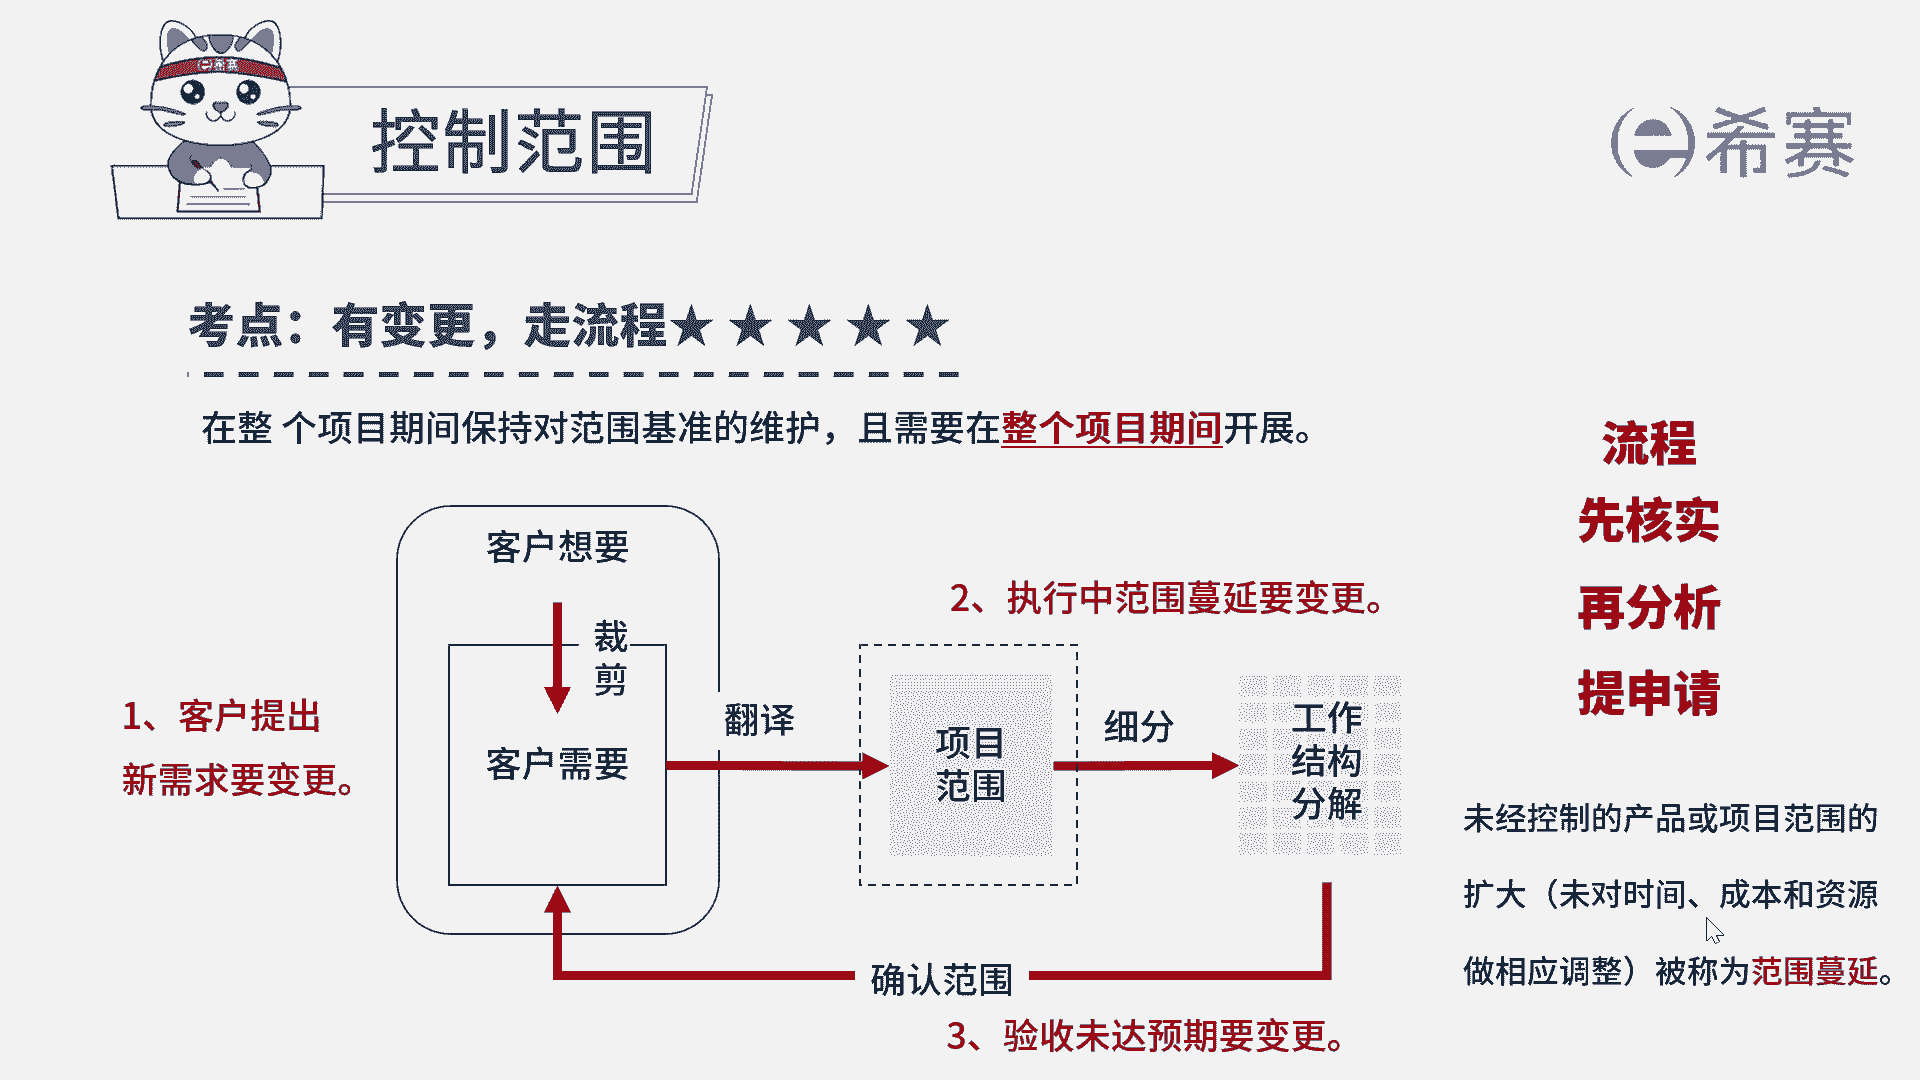 e希赛
控制范围
e希赛
考点：有变更，走流程★★★★★
在整 个项目期间保持对范围基准的维护，且需要在整个项目期间开展。
流程
先核实
再分析
提申请
客户想要
裁
剪
客户需要
1、客户提出
新需求要变更。
翻译
2、执行中范围蔓延要变更。
项目
范围
细分
工作
结构
分解
确认范围
3、验收未达预期要变更。
未经控制的产品或项目范围的
扩大（未对时间、成本和资源
做相应调整）被称为范围蔓延。